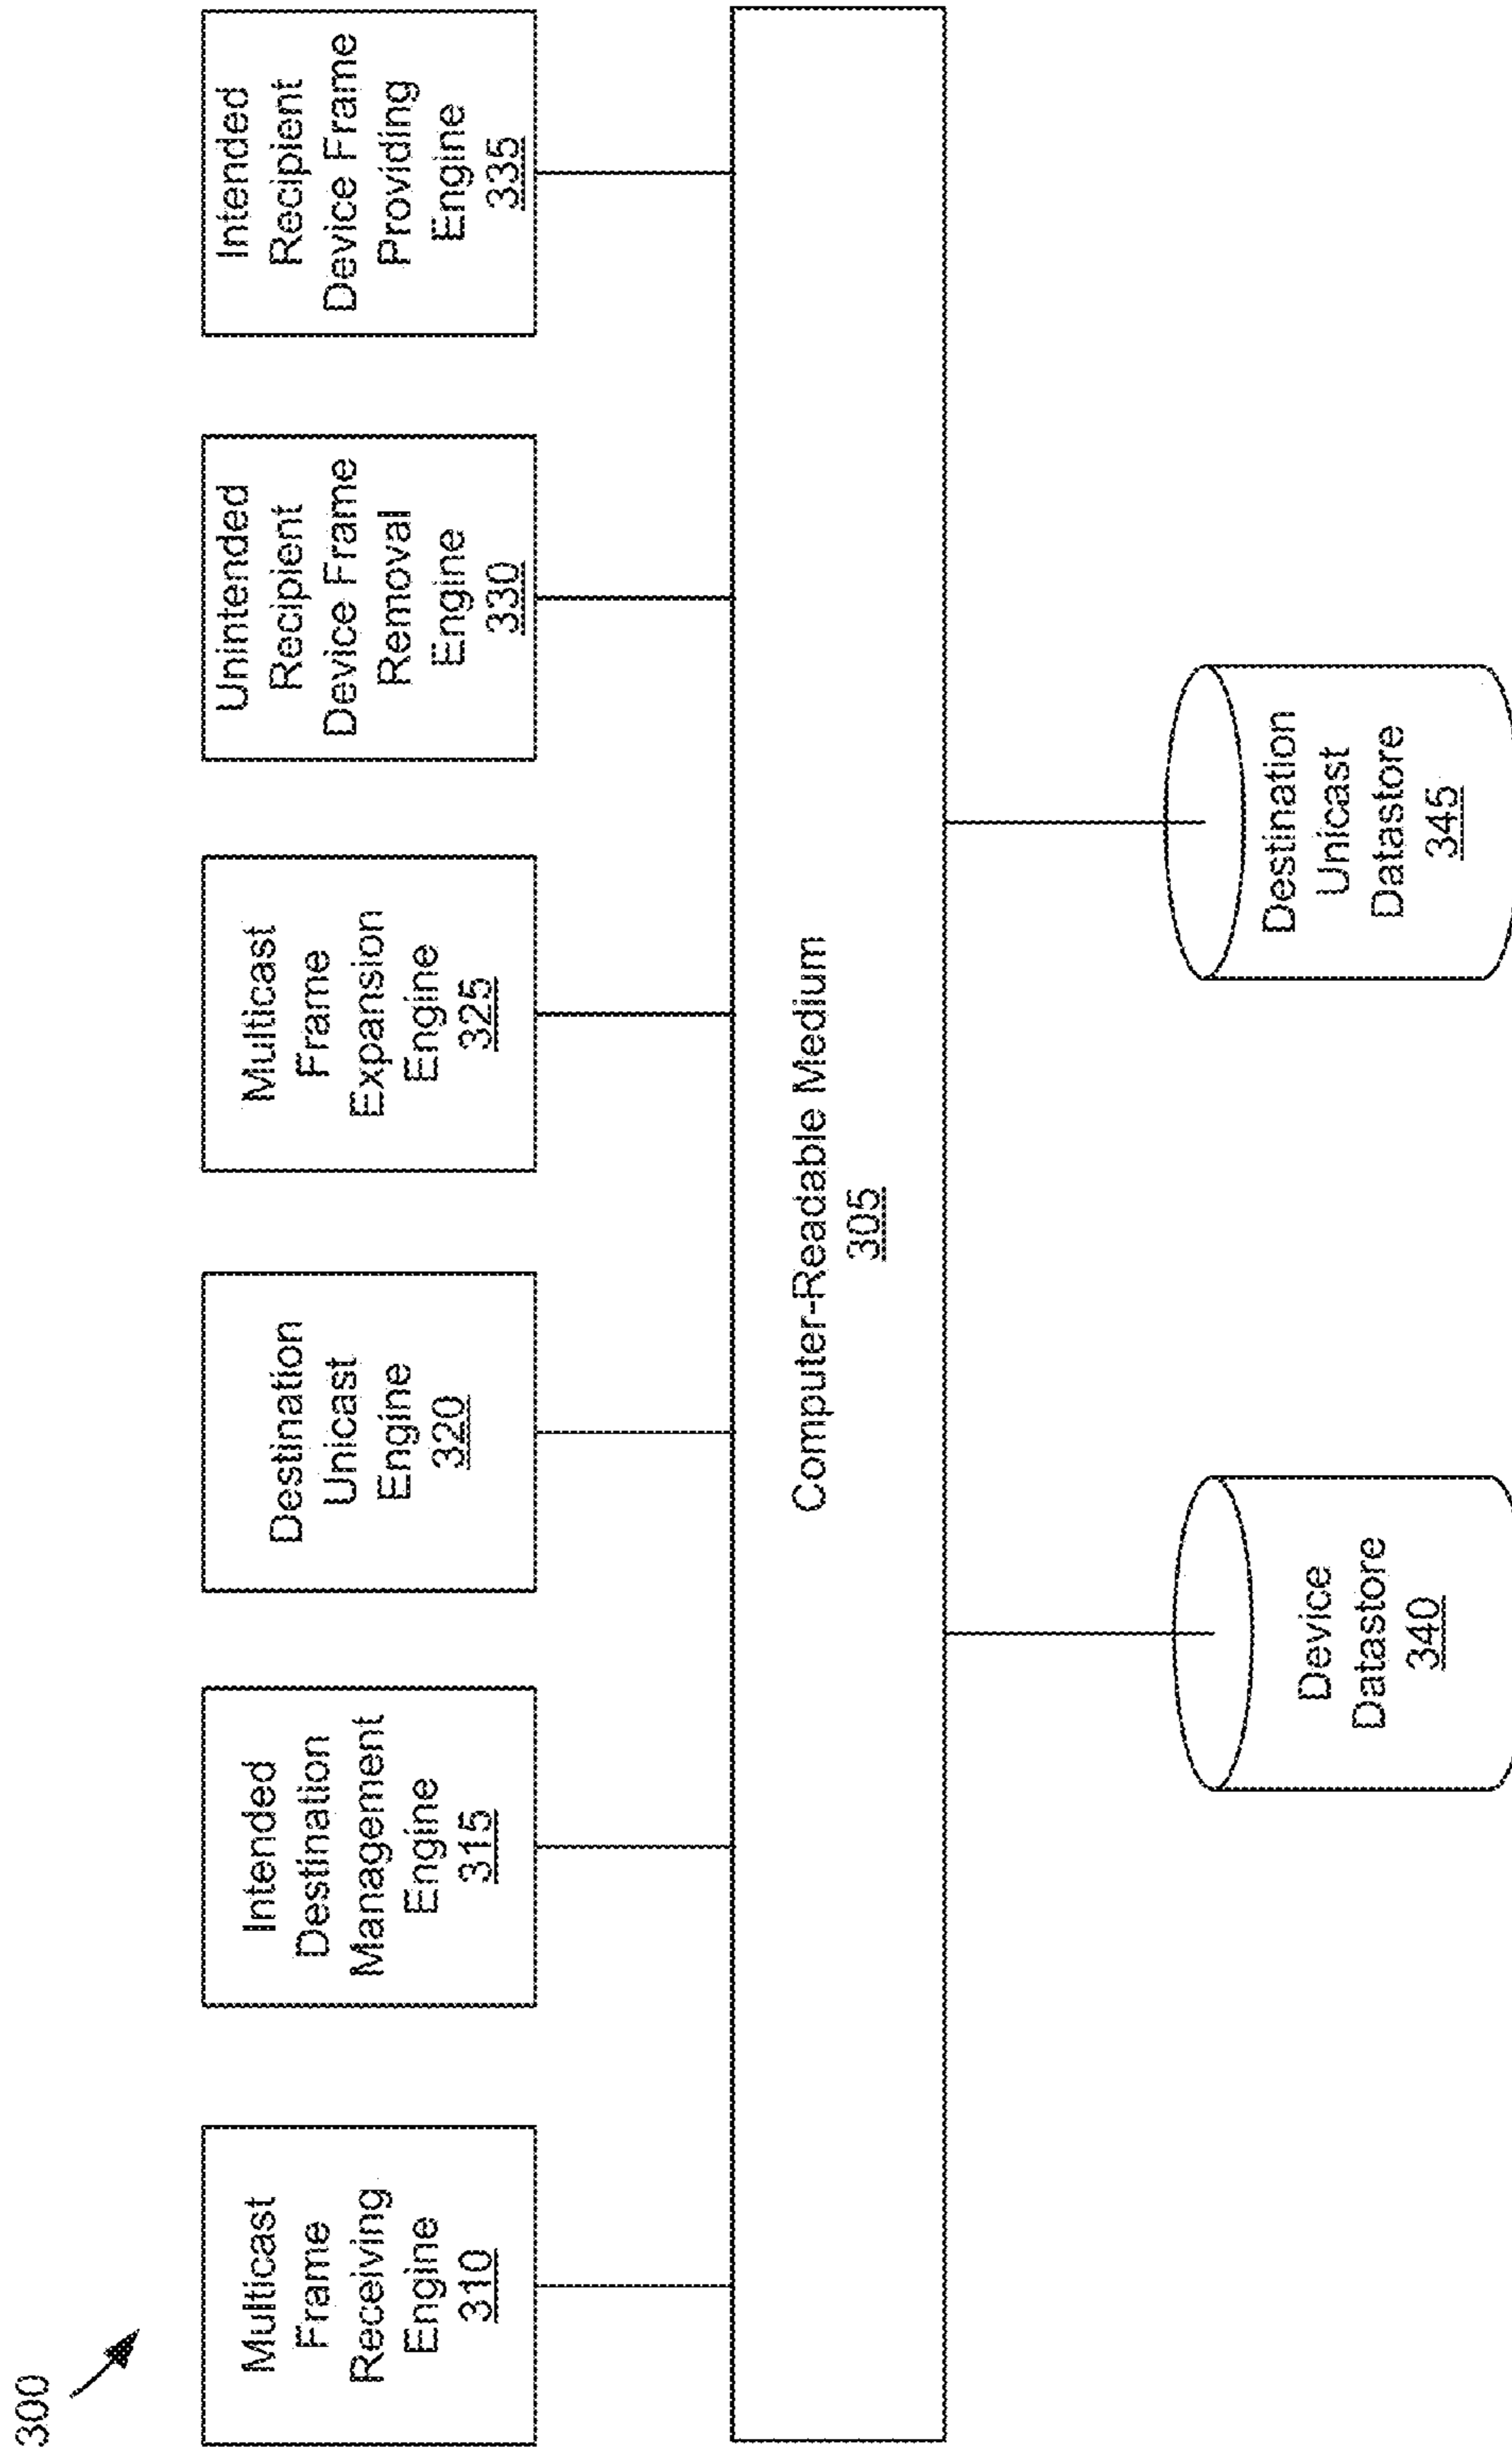 300
Multicast
Frame
Receiving
Engine
310
Intended
Destination
Management
Engine
315
Destination
Unicast
Engine
320
Multicast
Frame
Expansion
Engine
325
Unintended
Recipient
Device Frame
Removal
Engine
330
Intended
Recipient
Device Frame
Providing
Engine
335
Computer-Readable Medium
305
Device
Datastore
340
Destination
Unicast
Datastore
345